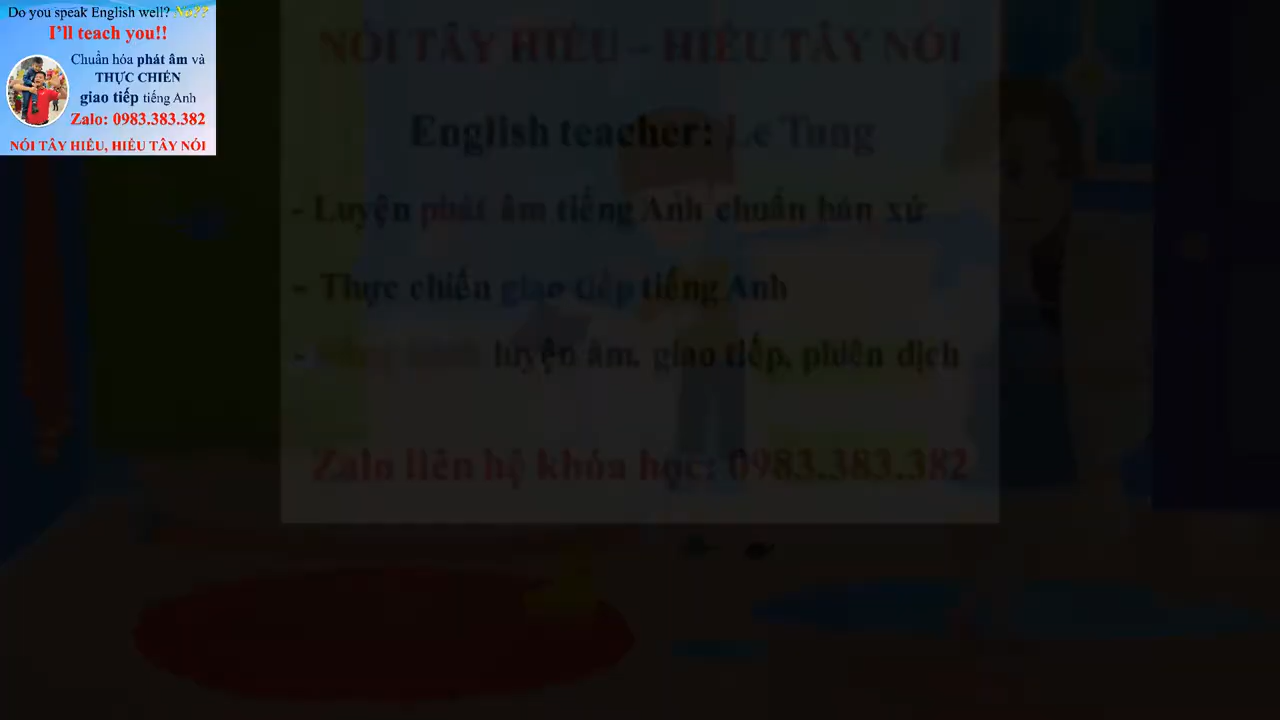 Do you speak English well? No??
I'll teach you!!
Chuẩn hóa phát âm và
THỰC CHIẾN
giao tiếp tiếng Anh
Zalo: 0983.383.382
NÓI TÂY HIỂU, HIỂU TÂY NÓI
NÓI TÂY HIỂU – HIỂU TÂY NÓI
English teacher: Le Tung
- Luyện phát âm tiếng Anh chuẩn bản xứ
- Thực chiến giao tiếp tiếng Anh
- luyện âm, giao tiếp, phiên dịch
Zalo liên hệ khóa học: 0983.383.382